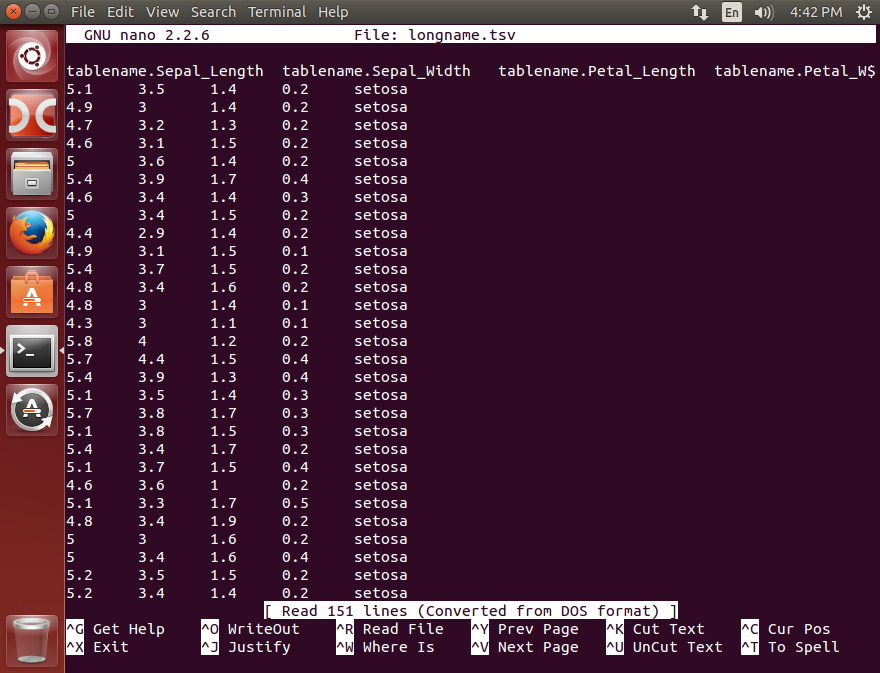 File Edit View Search Terminal Help En 4:42 PM
GNU nano 2.2.6 File: longname.tsv
tablename.Sepal_Length tablename.Sepal_Width tablename.Petal_Length tablename.Petal_W$
5.1 3.5 1.4 0.2 setosa
4.9 3 1.4 0.2 setosa
4.7 3.2 1.3 0.2 setosa
4.6 3.1 1.5 0.2 setosa
5 3.6 1.4 0.2 setosa
5.4 3.9 1.7 0.4 setosa
4.6 3.4 1.4 0.3 setosa
5 3.4 1.5 0.2 setosa
4.4 2.9 1.4 0.2 setosa
4.9 3.1 1.5 0.1 setosa
5.4 3.7 1.5 0.2 setosa
4.8 3.4 1.6 0.2 setosa
4.8 3 1.4 0.1 setosa
4.3 3 1.1 0.1 setosa
5.8 4 1.2 0.2 setosa
5.7 4.4 1.5 0.4 setosa
5.4 3.9 1.3 0.4 setosa
5.1 3.5 1.4 0.3 setosa
5.7 3.8 1.7 0.3 setosa
5.1 3.8 1.5 0.3 setosa
5.4 3.4 1.7 0.2 setosa
5.1 3.7 1.5 0.4 setosa
4.6 3.6 1 0.2 setosa
5.1 3.3 1.7 0.5 setosa
4.8 3.4 1.9 0.2 setosa
5 3 1.6 0.2 setosa
5 3.4 1.6 0.4 setosa
5.2 3.5 1.5 0.2 setosa
5.2 3.4 1.4 0.2 setosa
[ Read 151 lines (Converted from DOS format) ]
^G Get Help ^O WriteOut ^R Read File ^Y Prev Page ^K Cut Text ^C Cur Pos
^X Exit ^J Justify ^W Where Is ^V Next Page ^U UnCut Text ^T To Spell